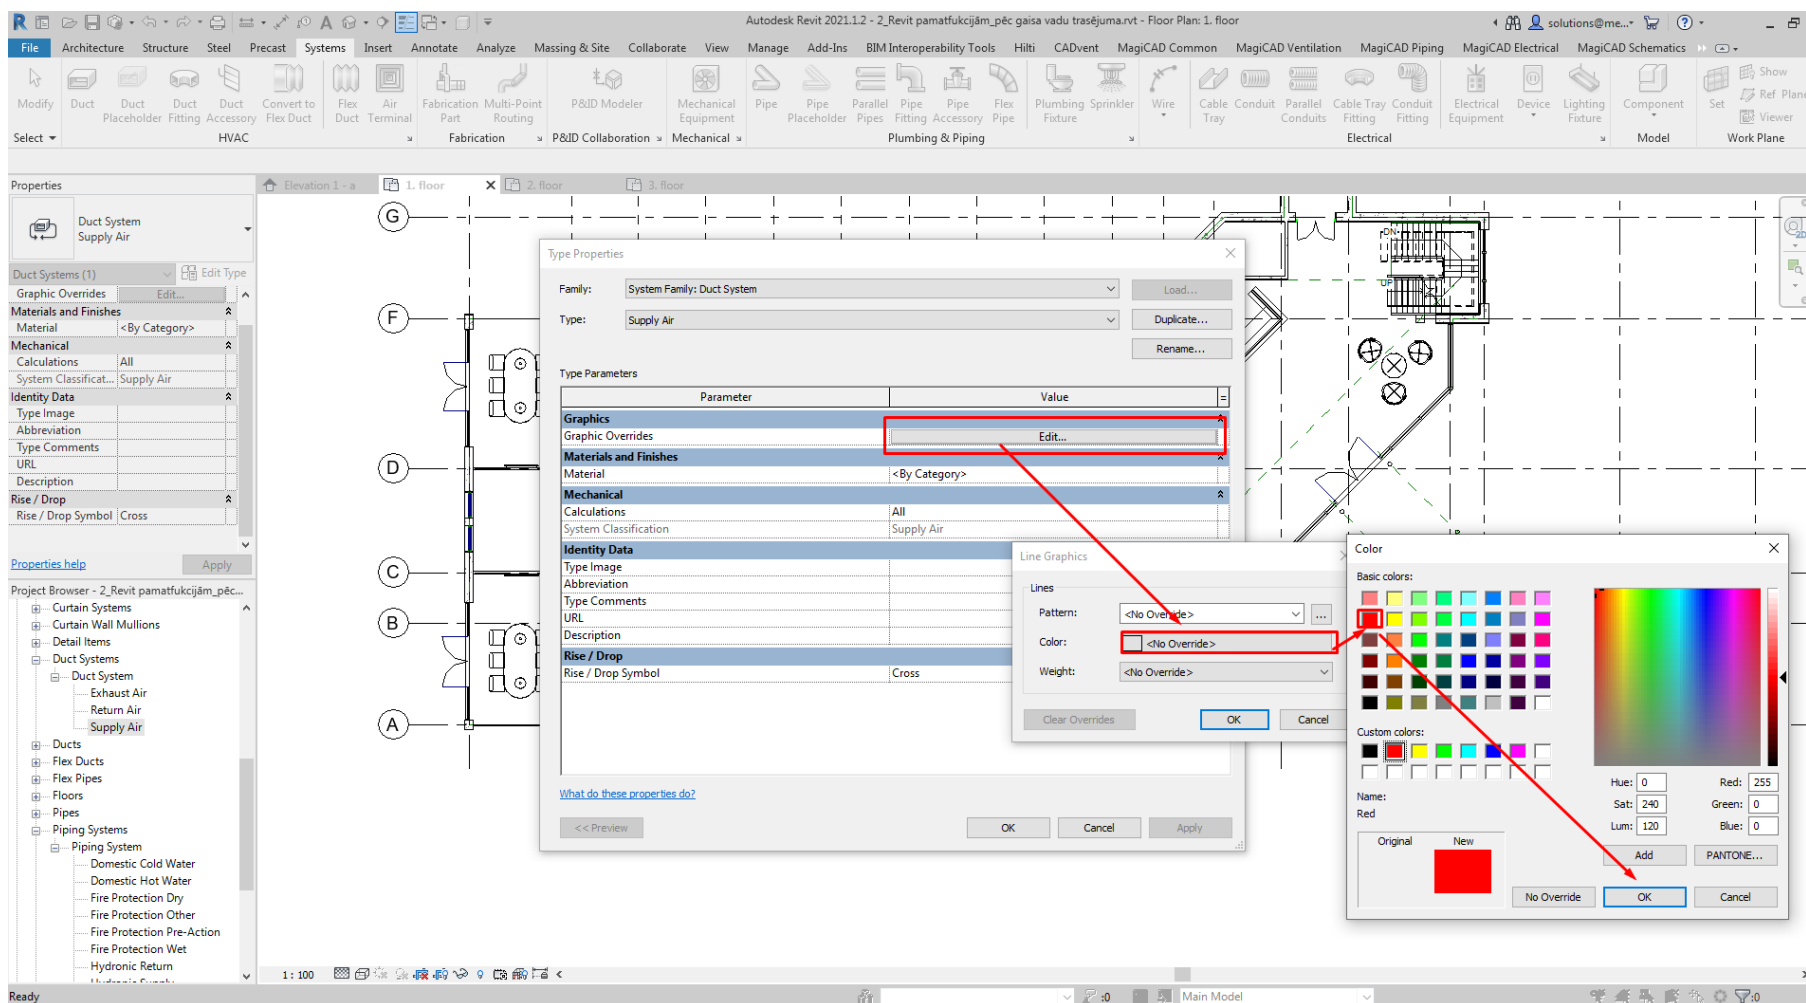 Autodesk Revit 2021.1.2 - 2_Revit pamatfukcijām_pēc gaisa vadu trasējuma.rvt - Floor Plan: 1. floor
solutions@me...
File Architecture Structure Steel Precast Systems Insert Annotate Analyze Massing & Site Collaborate View Manage Add-Ins BIM Interoperability Tools Hilti CADvent MagiCAD Common MagiCAD Ventilation MagiCAD Piping MagiCAD Electrical MagiCAD Schematics
Modify Duct Duct Placeholder Duct Fitting Duct Accessory Convert to Flex Duct Flex Duct Air Terminal Fabrication Part Multi-Point Routing P&ID Modeler Mechanical Equipment Pipe Pipe Placeholder Parallel Pipes Pipe Fitting Pipe Accessory Flex Pipe Plumbing Fixture Sprinkler Wire Cable Tray Conduit Parallel Conduits Cable Tray Fitting Conduit Fitting Electrical Equipment Device Lighting Fixture Component Set
Show
Ref Plane
Viewer
Select HVAC Fabrication P&ID Collaboration Mechanical Plumbing & Piping Electrical Model Work Plane
Properties
Elevation 1 - a 1. floor 2. floor 3. floor
Duct System
Supply Air
Duct Systems (1) Edit Type
Graphic Overrides Edit...
Materials and Finishes
Material <By Category>
Mechanical
Calculations All
System Classificat... Supply Air
Identity Data
Type Image
Abbreviation
Type Comments
URL
Description
Rise / Drop
Rise / Drop Symbol Cross
Properties help Apply
Project Browser - 2_Revit pamatfukcijām_pēc...
Curtain Systems
Curtain Wall Mullions
Detail Items
Duct Systems
Duct System
Exhaust Air
Return Air
Supply Air
Ducts
Flex Ducts
Flex Pipes
Floors
Pipes
Piping Systems
Piping System
Domestic Cold Water
Domestic Hot Water
Fire Protection Dry
Fire Protection Other
Fire Protection Pre-Action
Fire Protection Wet
Hydronic Return
G
F
D
C
B
A
DN
UP
2D
Type Properties
Family: System Family: Duct System Load...
Type: Supply Air Duplicate...
Rename...
Type Parameters
Parameter Value =
Graphics
Graphic Overrides Edit...
Materials and Finishes
Material <By Category>
Mechanical
Calculations All
System Classification Supply Air
Identity Data
Type Image
Abbreviation
Type Comments
URL
Description
Rise / Drop
Rise / Drop Symbol Cross
What do these properties do?
<< Preview OK Cancel Apply
Line Graphics
Lines
Pattern: <No Override> ...
Color: <No Override>
Weight: <No Override>
Clear Overrides OK Cancel
Color
Basic colors:
Custom colors:
Hue: 0 Red: 255
Sat: 240 Green: 0
Lum: 120 Blue: 0
Name:
Red
Original New
Add PANTONE...
No Override OK Cancel
1 : 100
Ready :0 Main Model :0